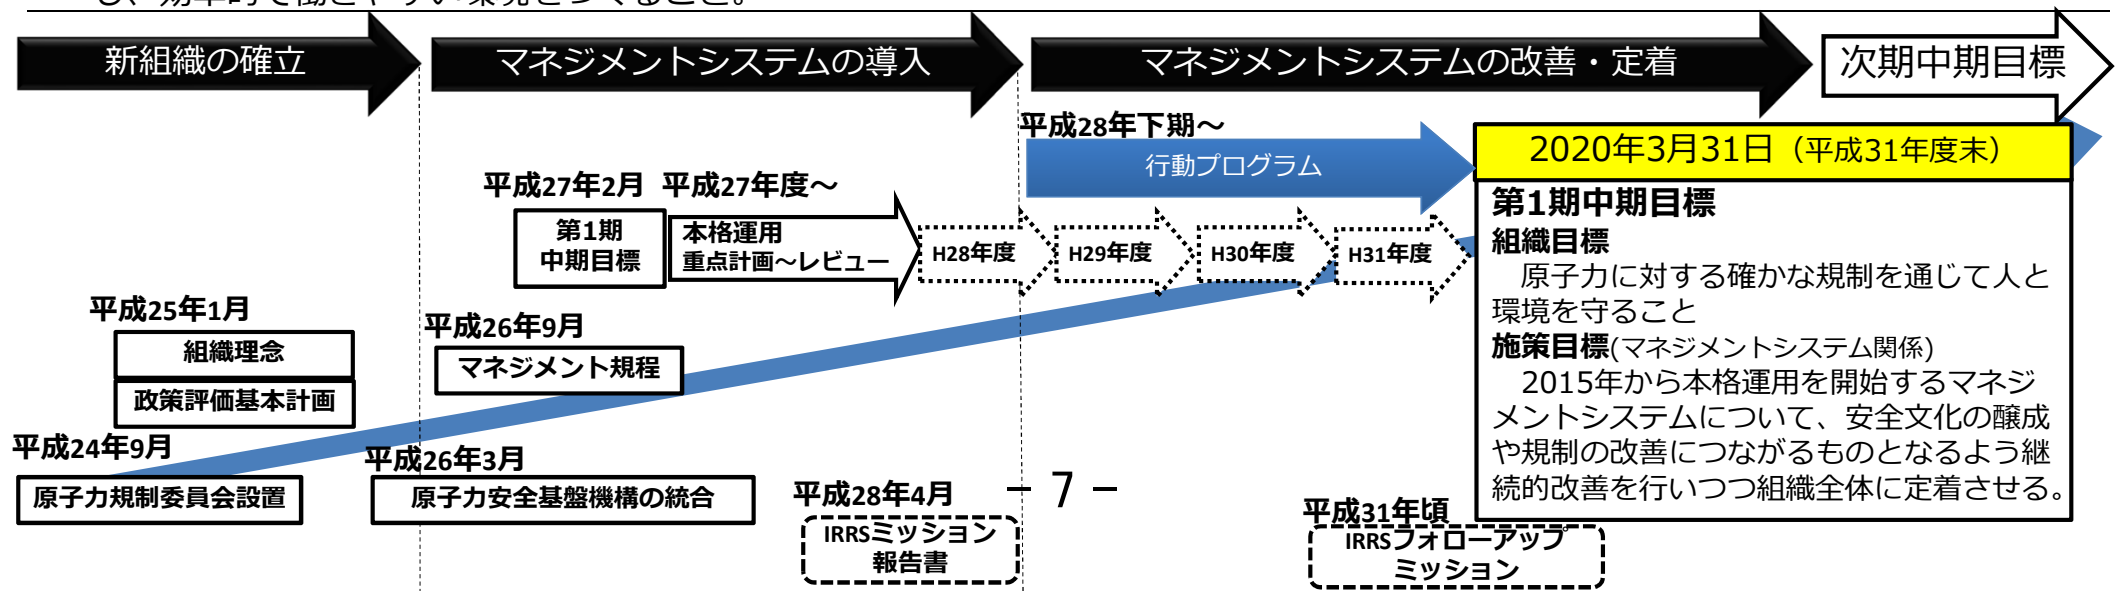 し、効率的で働きやすい環境をつくること。
新組織の確立
マネジメントシステムの導入
マネジメントシステムの改善・定着
次期中期目標
平成28年下期～
行動プログラム
2020年3月31日（平成31年度末）
平成27年2月
平成27年度～
第1期
中期目標
本格運用
重点計画～レビュー
H28年度
H29年度
H30年度
H31年度
第1期中期目標
組織目標
原子力に対する確かな規制を通じて人と
環境を守ること
施策目標(マネジメントシステム関係)
2015年から本格運用を開始するマネジ
メントシステムについて、安全文化の醸成
や規制の改善につながるものとなるよう継
続的改善を行いつつ組織全体に定着させる。
平成25年1月
組織理念
政策評価基本計画
平成26年9月
マネジメント規程
平成24年9月
原子力規制委員会設置
平成26年3月
原子力安全基盤機構の統合
平成28年4月
IRRSミッション
報告書
－ 7 －
平成31年頃
IRRSフォローアップ
ミッション